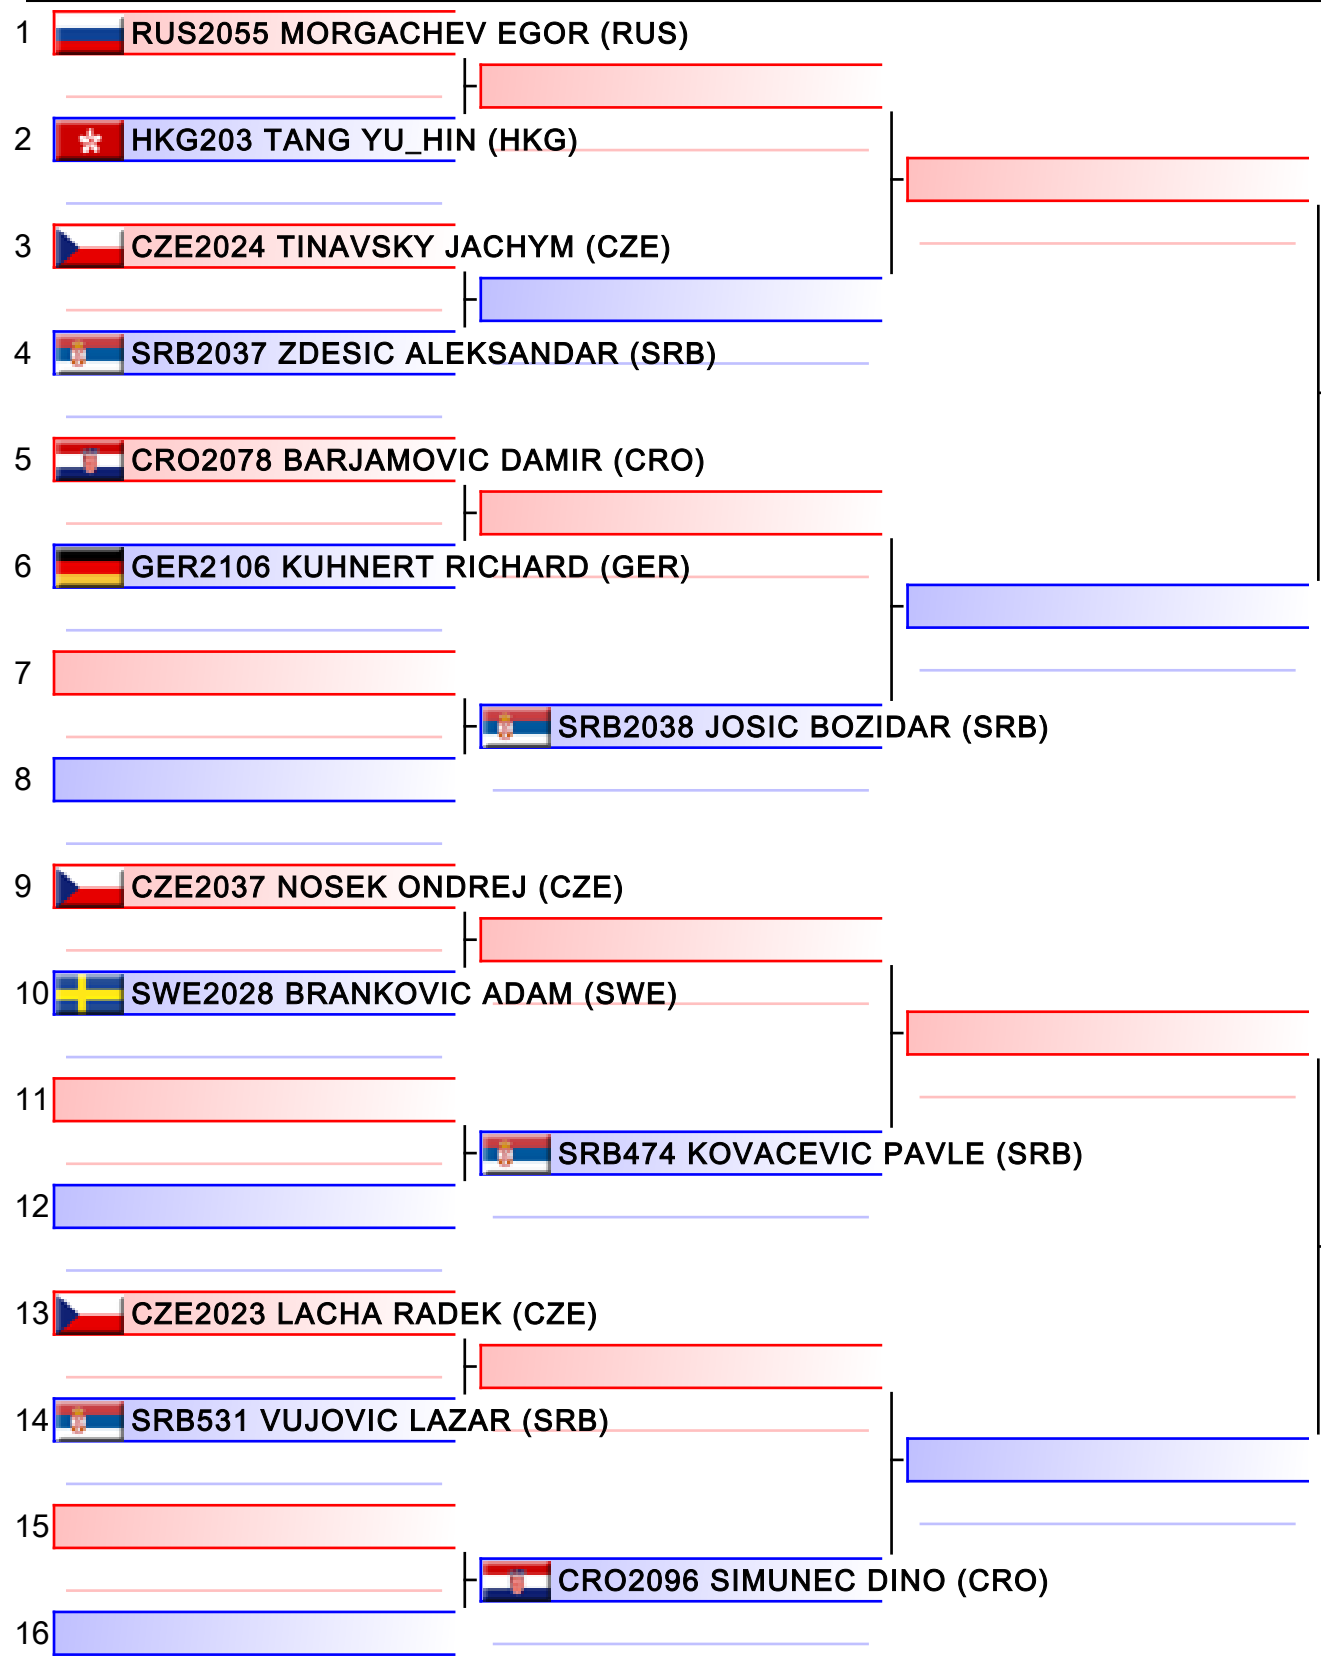 1 RUS2055 MORGACHEV EGOR (RUS)
2 HKG203 TANG YU_HIN (HKG)
3 CZE2024 TINAVSKY JACHYM (CZE)
4 SRB2037 ZDESIC ALEKSANDAR (SRB)
5 CRO2078 BARJAMOVIC DAMIR (CRO)
6 GER2106 KUHNERT RICHARD (GER)
7
SRB2038 JOSIC BOZIDAR (SRB)
8
9 CZE2037 NOSEK ONDREJ (CZE)
10 SWE2028 BRANKOVIC ADAM (SWE)
11
SRB474 KOVACEVIC PAVLE (SRB)
12
13 CZE2023 LACHA RADEK (CZE)
14 SRB531 VUJOVIC LAZAR (SRB)
15
CRO2096 SIMUNEC DINO (CRO)
16